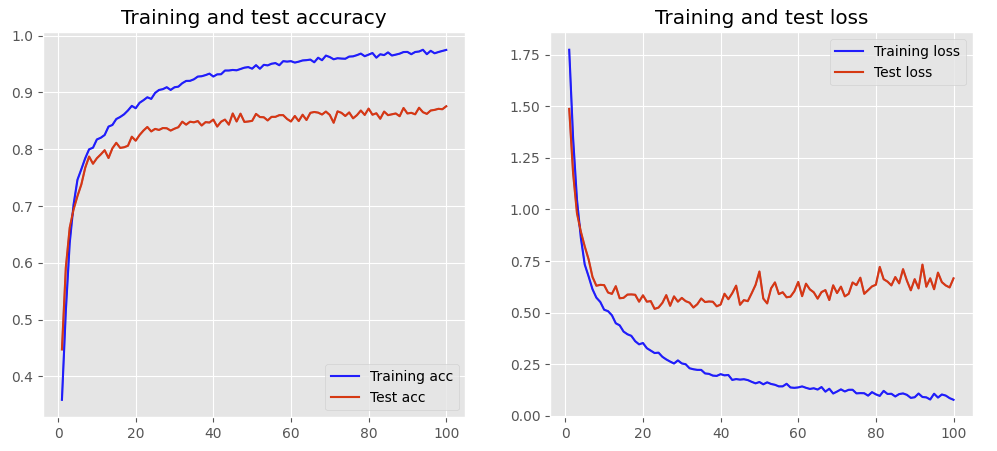 Training and test accuracy
1.0
0.9
0.8
0.7
0.6
0.5
0.4
0 20 40 60 80 100
Training acc
Test acc
Training and test loss
1.75
1.50
1.25
1.00
0.75
0.50
0.25
0.00
0 20 40 60 80 100
Training loss
Test loss